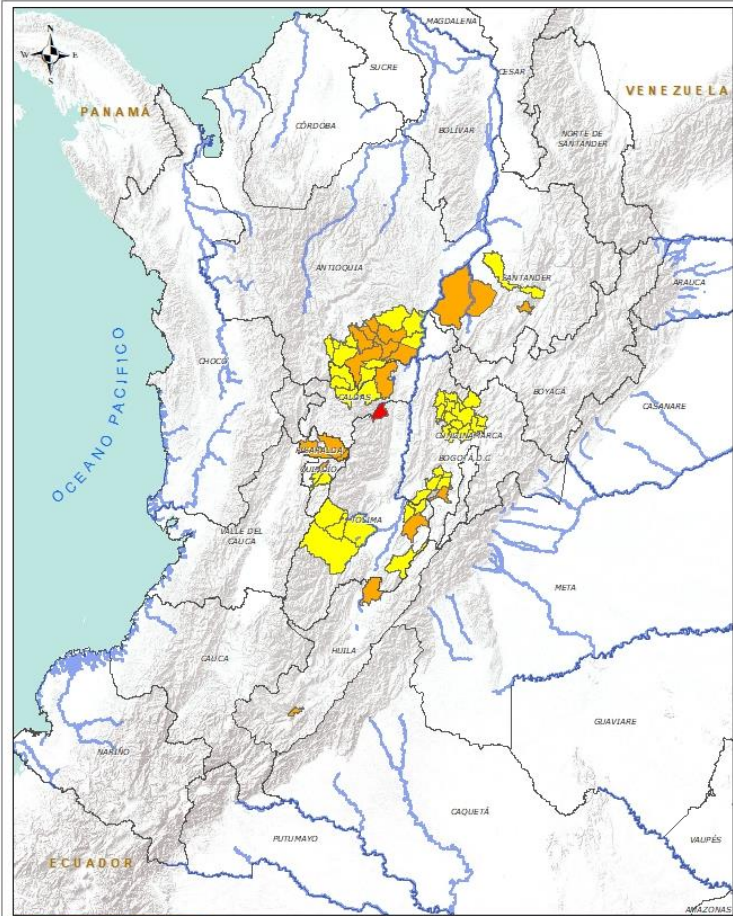 MAGDALENA
N
W E
S
SUCRE
CESAR
VENEZUELA
PANAMÁ
CÓRDOBA
BOLÍVAR
NORTE DE
SANTANDER
ANTIOQUIA
SANTANDER
ARAUCA
CHOCÓ
BOYACÁ
CALDAS
CASANARE
CUNDINAMARCA
RISARALDA
BOGOTÁ D.C
QUINDÍO
OCEANO PACIFICO
TOLIMA
VALLE DEL
CAUCA
META
HUILA
CAUCA
GUAVIARE
NARIÑO
CAQUETÁ
PUTUMAYO
VAUPÉS
ECUADOR
AMAZONAS